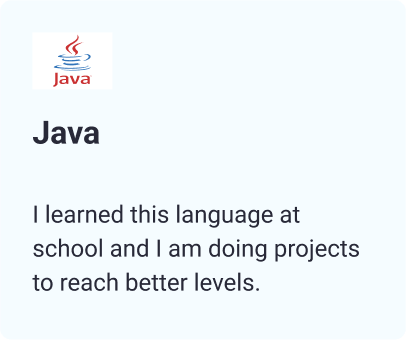 Java
Java
I learned this language at
school and I am doing projects
to reach better levels.